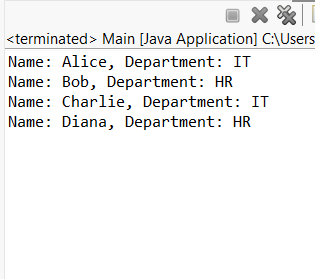 <terminated> Main [Java Application] C:\Users
Name: Alice, Department: IT
Name: Bob, Department: HR
Name: Charlie, Department: IT
Name: Diana, Department: HR